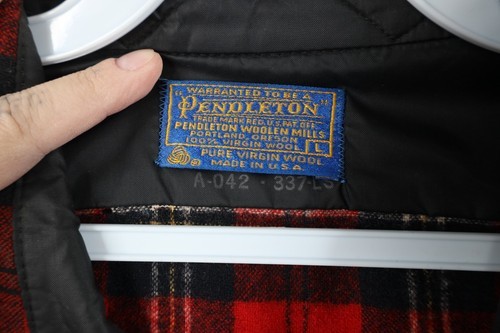 "WARRANTED TO BE A
PENDLETON"
TRADE MARK REG. U.S. PAT. OFF.
PENDLETON WOOLEN MILLS
PORTLAND, OREGON
100% VIRGIN WOOL L
PURE VIRGIN WOOL
MADE IN U.S.A.
A-042 · 337-LS